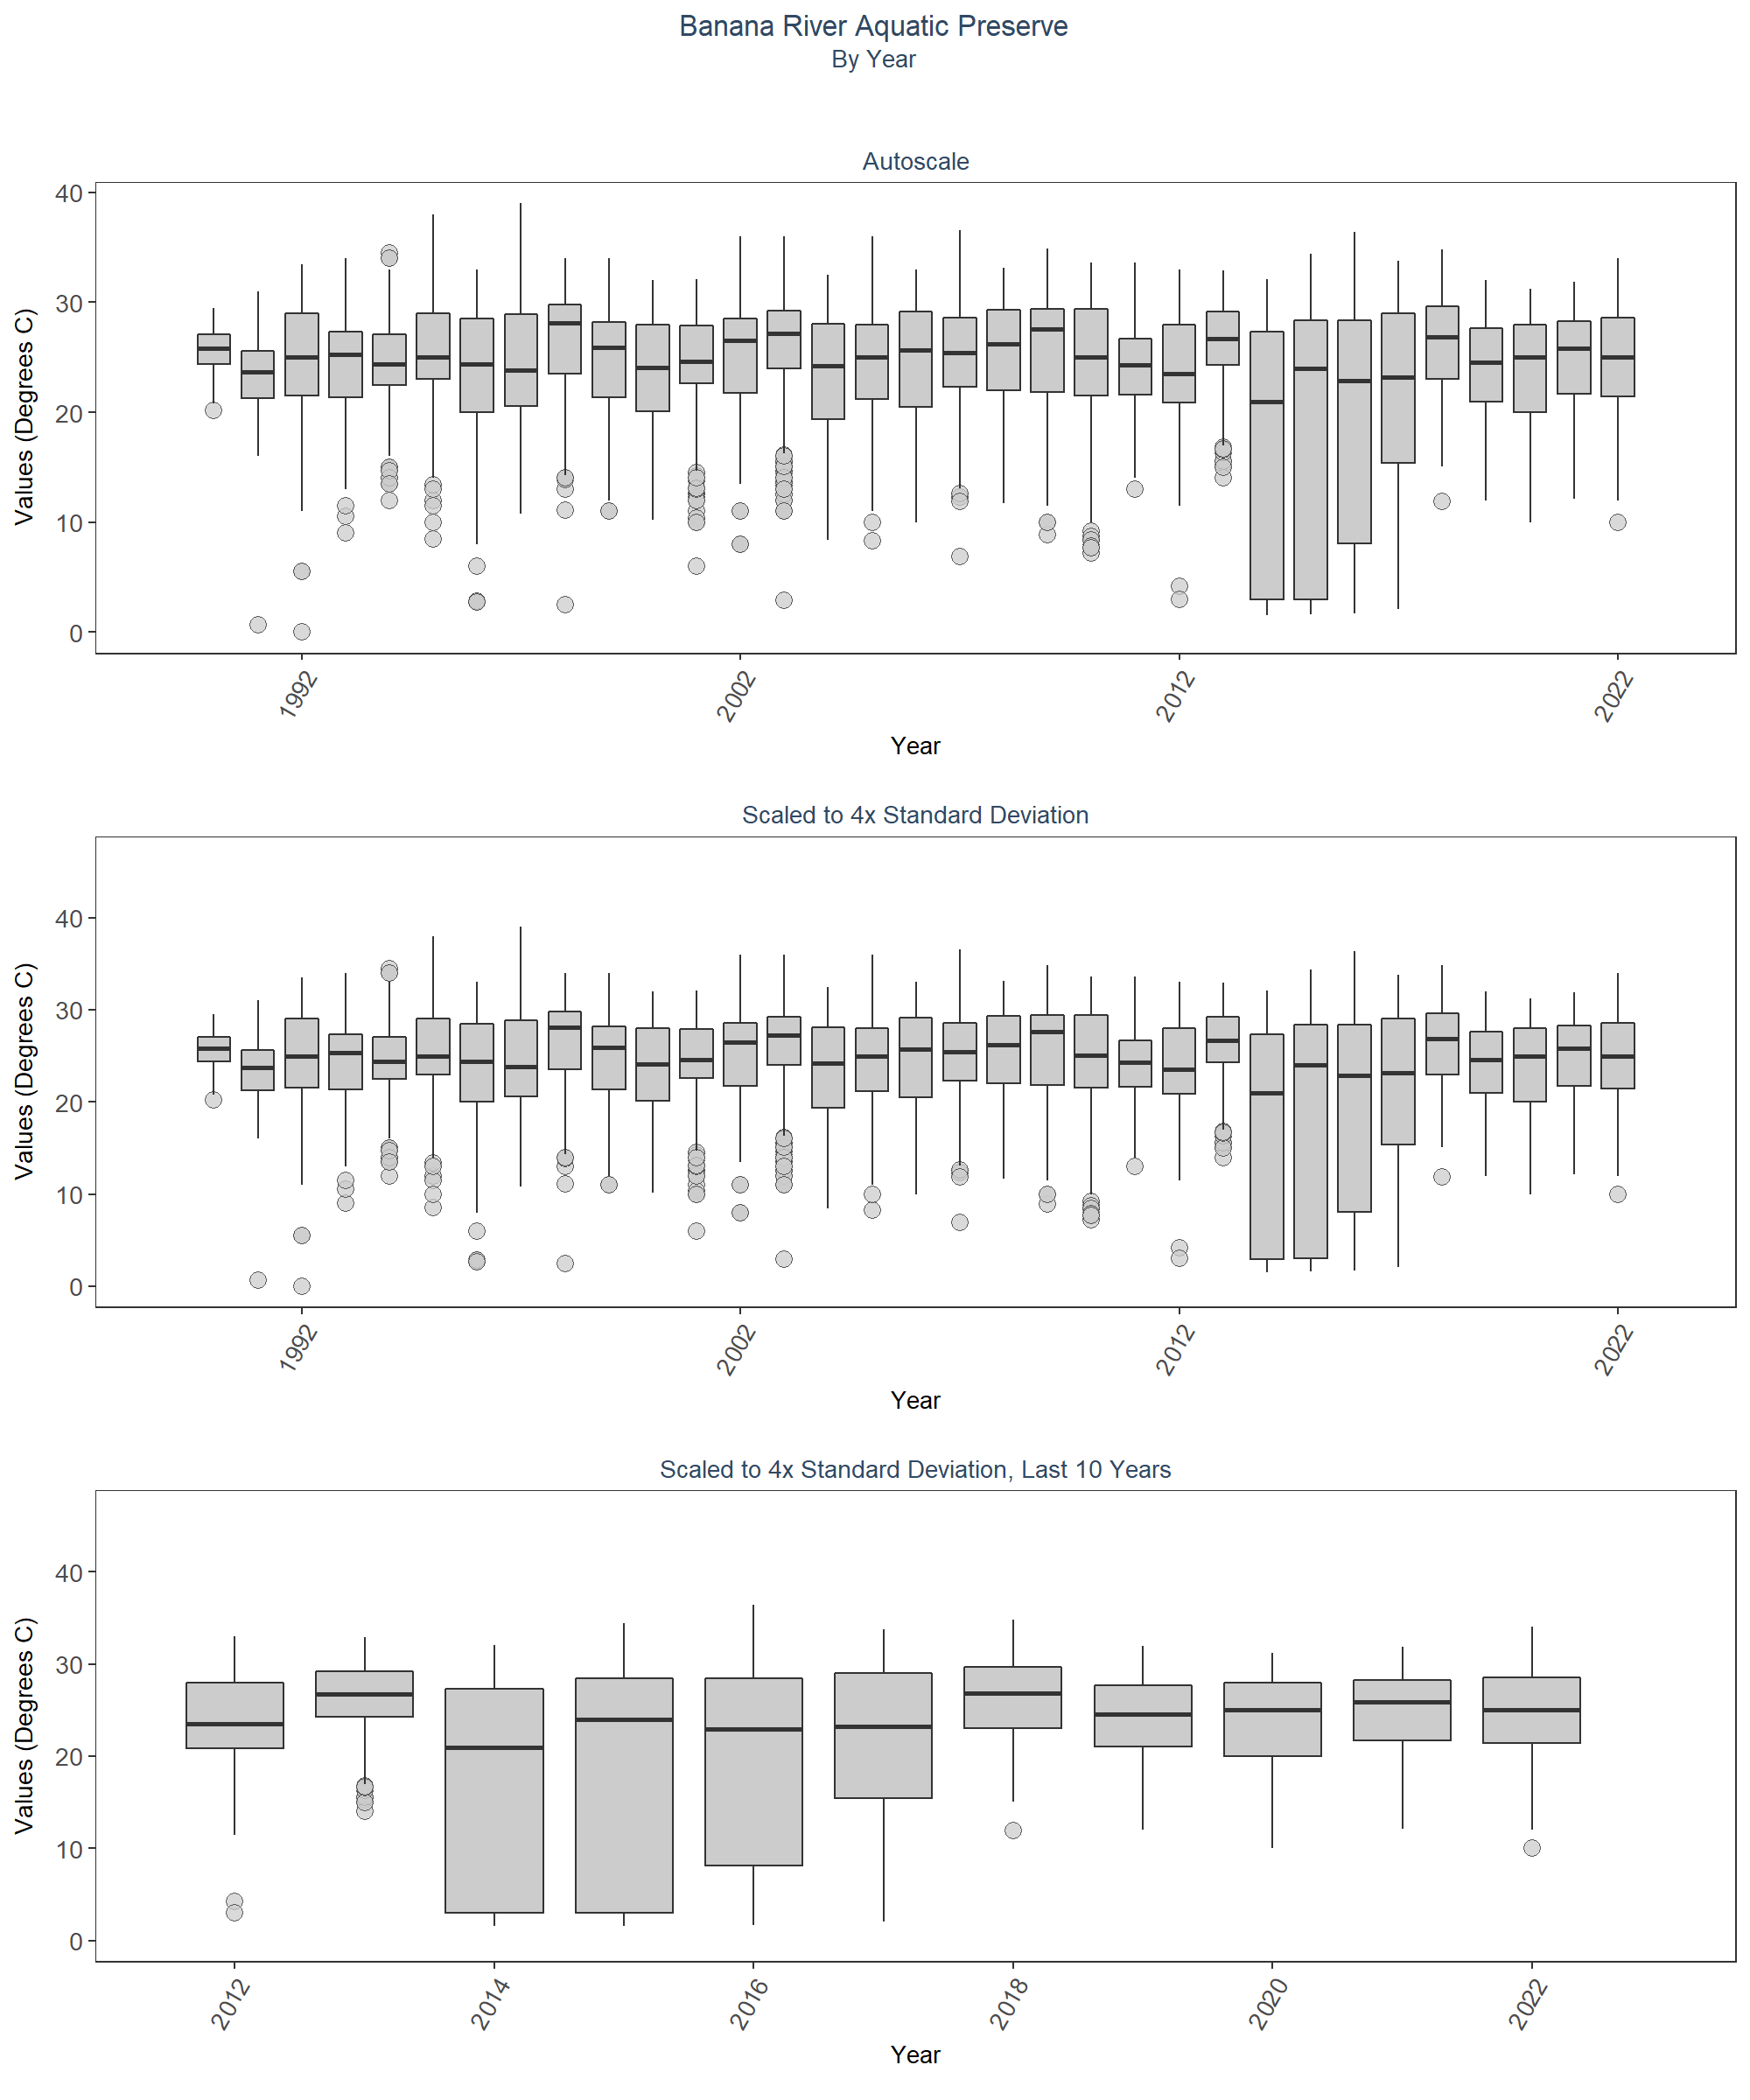 Banana River Aquatic Preserve
By Year
Autoscale
Values (Degrees C)
40
30
20
10
0
1992
2002
2012
2022
Year
Scaled to 4x Standard Deviation
Values (Degrees C)
40
30
20
10
0
1992
2002
2012
2022
Year
Scaled to 4x Standard Deviation, Last 10 Years
Values (Degrees C)
40
30
20
10
0
2012
2014
2016
2018
2020
2022
Year